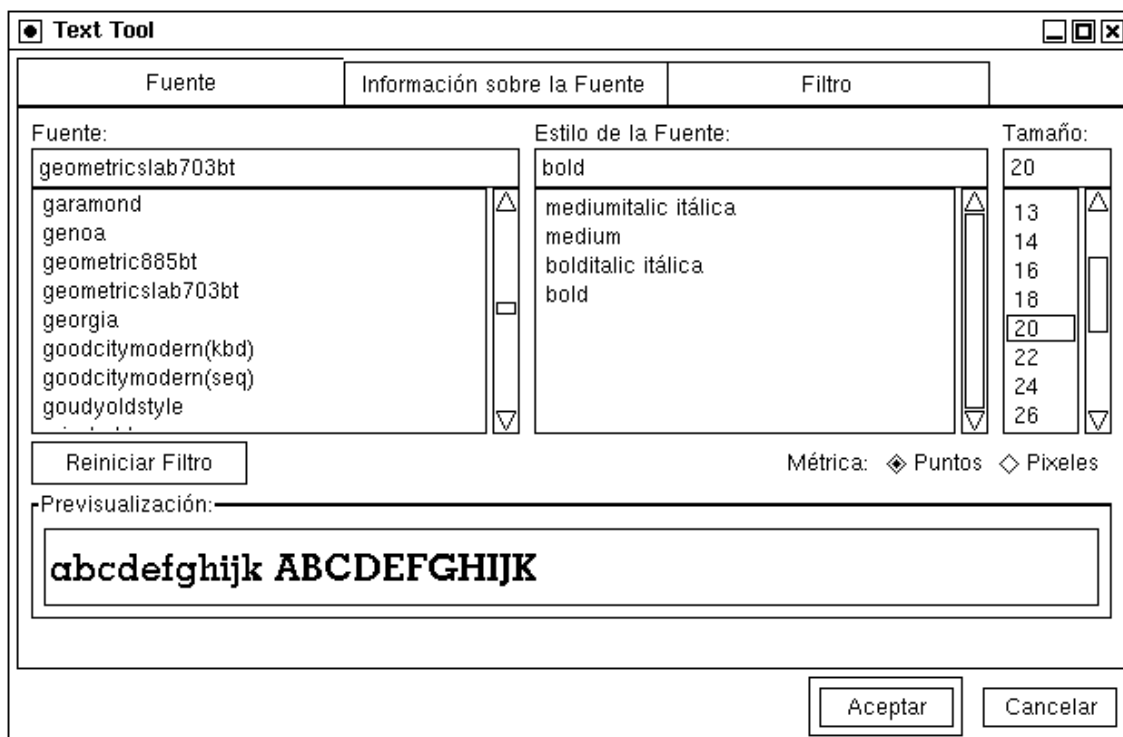 Text Tool
Fuente
Información sobre la Fuente
Filtro
Fuente:
geometricslab703bt
garamond
genoa
geometric885bt
geometricslab703bt
georgia
goodcitymodern(kbd)
goodcitymodern(seq)
goudyoldstyle
Estilo de la Fuente:
bold
mediumitalic itálica
medium
bolditalic itálica
bold
Tamaño:
20
13
14
16
18
20
22
24
26
Reiniciar Filtro
Métrica: Puntos Pixeles
Previsualización:
abcdefghijk ABCDEFGHIJK
Aceptar
Cancelar